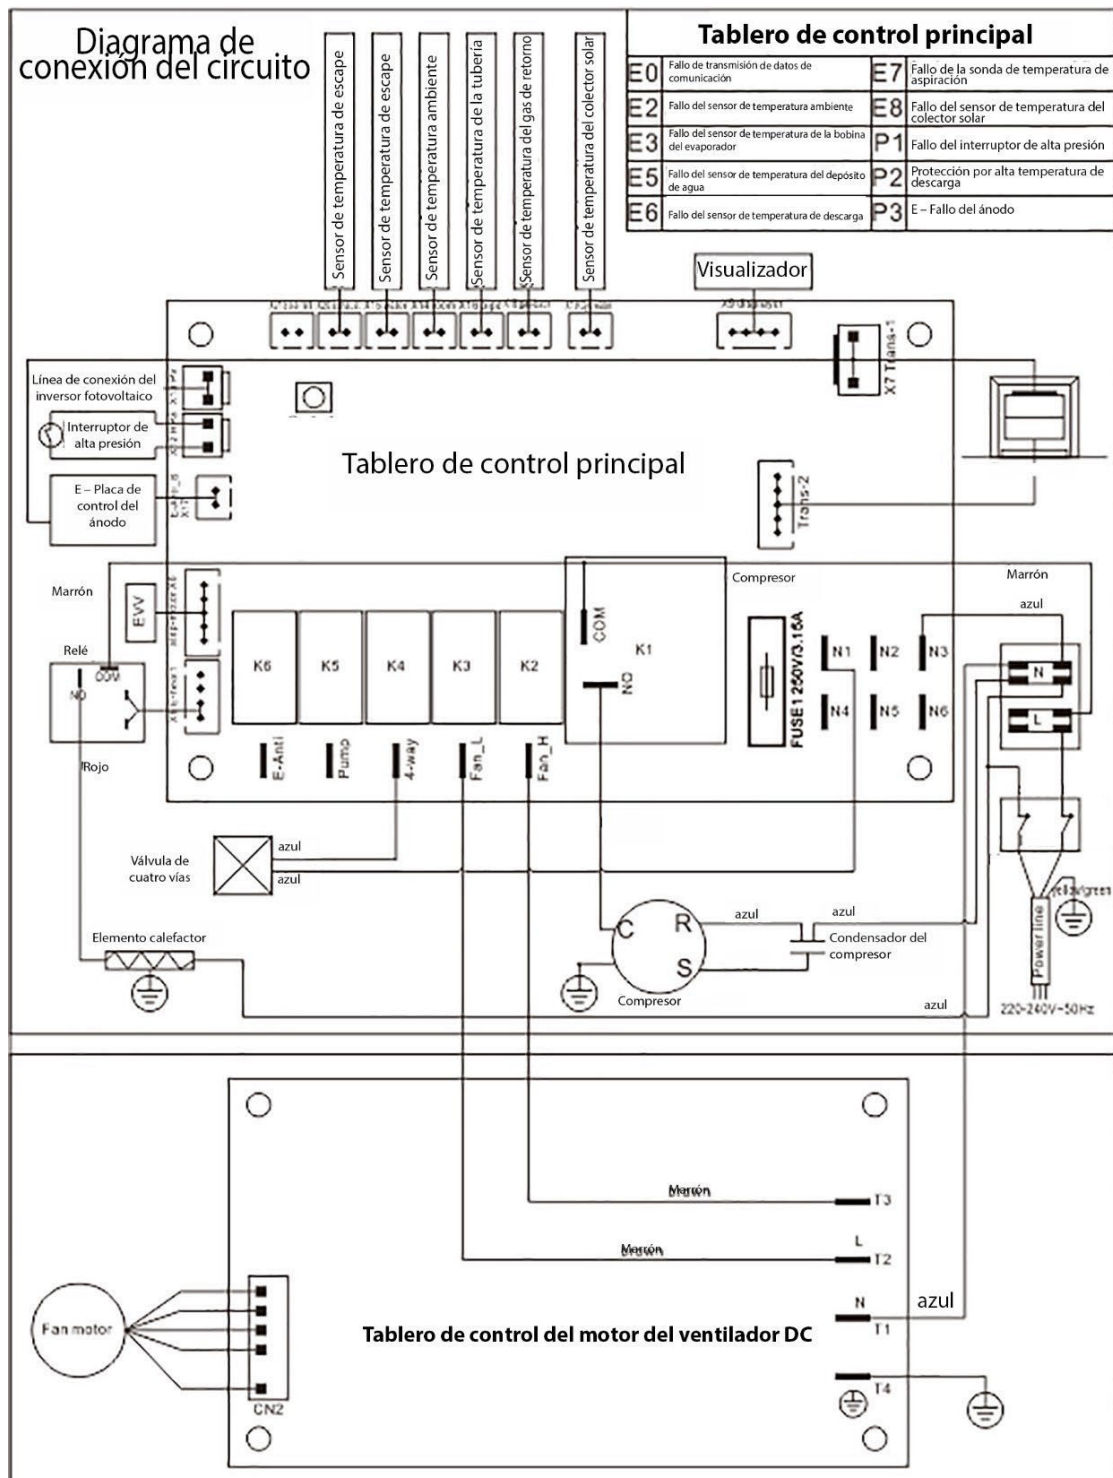 Diagrama de
conexión del circuito
Sensor de temperatura de escape
Sensor de temperatura de escape
Sensor de temperatura ambiente
Sensor de temperatura de la tubería
Sensor de temperatura del gas de retorno
Sensor de temperatura del colector solar
Tablero de control principal
E0
Fallo de transmisión de datos de
comunicación
E7
Fallo de la sonda de temperatura de
aspiración
E2
Fallo del sensor de temperatura ambiente
E8
Fallo del sensor de temperatura del
colector solar
E3
Fallo del sensor de temperatura de la bobina
del evaporador
P1
Fallo del interruptor de alta presión
E5
Fallo del sensor de temperatura del depósito
de agua
P2
Protección por alta temperatura de
descarga
E6
Fallo del sensor de temperatura de descarga
P3
E – Fallo del ánodo
Visualizador
X7 Trans-1
Línea de conexión del
inversor fotovoltaico
Interruptor de
alta presión
E – Placa de
control del
ánodo
Tablero de control principal
Trans-2
Marrón
EVV
Relé
COM
NO
Rojo
K6
K5
K4
K3
K2
K1
COM
NO
Compresor
FUSE1 250V/3.15A
N1
N2
N3
N4
N5
N6
Marrón
azul
N
L
E-Anti
Pump
4-way
Fan_L
Fan_H
Válvula de
cuatro vías
azul
azul
Elemento calefactor
C
R
S
Compresor
azul
azul
Condensador del
compresor
yellow/green
Power line
220-240V~50Hz
azul
Marrón
T3
L
Marrón
T2
N
azul
T1
T4
Fan motor
CN2
Tablero de control del motor del ventilador DC